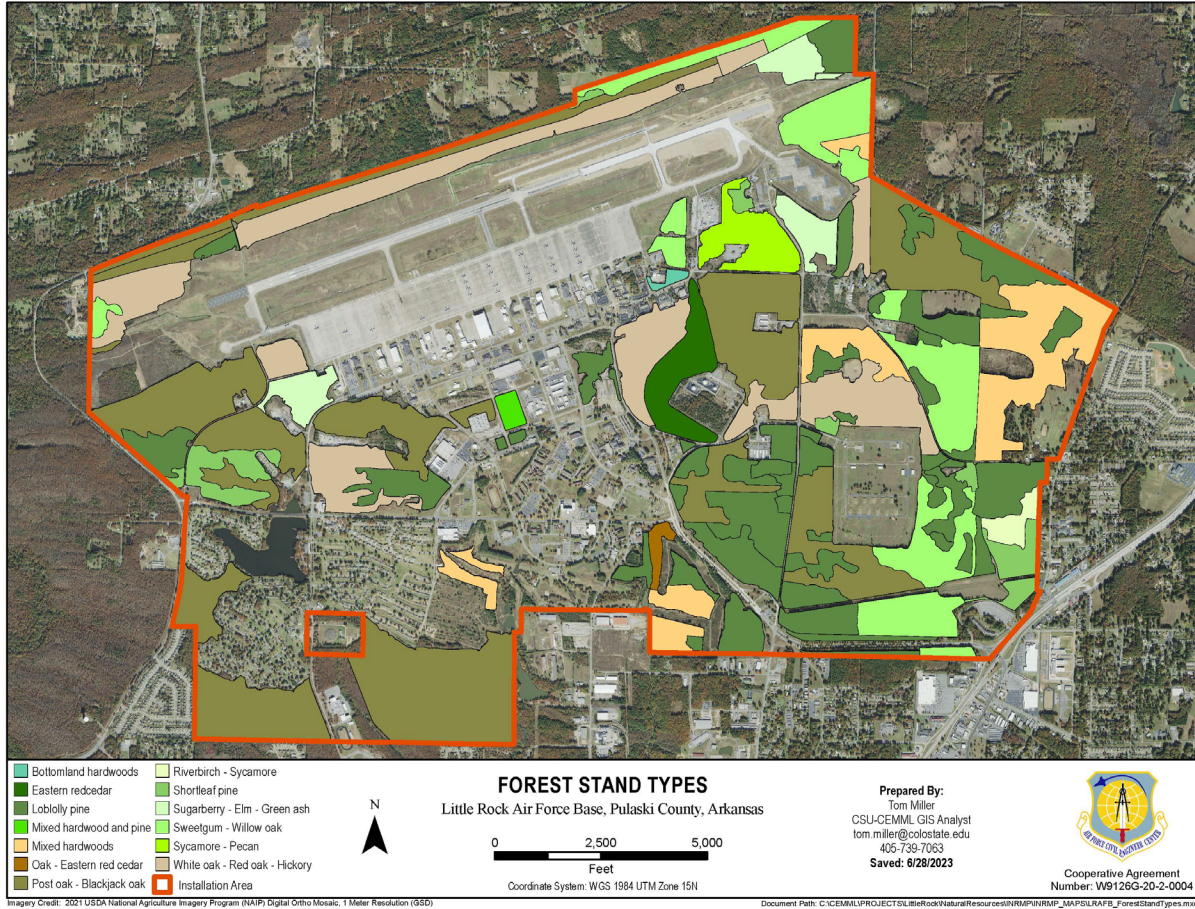 Bottomland hardwoods
Eastern redcedar
Loblolly pine
Mixed hardwood and pine
Mixed hardwoods
Oak - Eastern red cedar
Post oak - Blackjack oak
Riverbirch - Sycamore
Shortleaf pine
Sugarberry - Elm - Green ash
Sweetgum - Willow oak
Sycamore - Pecan
White oak - Red oak - Hickory
Installation Area
N
FOREST STAND TYPES
Little Rock Air Force Base, Pulaski County, Arkansas
0 2,500 5,000
Feet
Coordinate System: WGS 1984 UTM Zone 15N
Prepared By:
Tom Miller
CSU-CEMML GIS Analyst
tom.miller@colostate.edu
405-739-7063
Saved: 6/28/2023
AIR FORCE CIVIL ENGINEER CENTER
Cooperative Agreement
Number: W9126G-20-2-0004
Imagery Credit: 2021 USDA National Agriculture Imagery Program (NAIP) Digital Ortho Mosaic, 1 Meter Resolution (GSD)
Document Path: C:\CEMML\PROJECTS\LittleRock\NaturalResources\INRMP\INRMP_MAPS\LRAFB_ForestStandTypes.mx